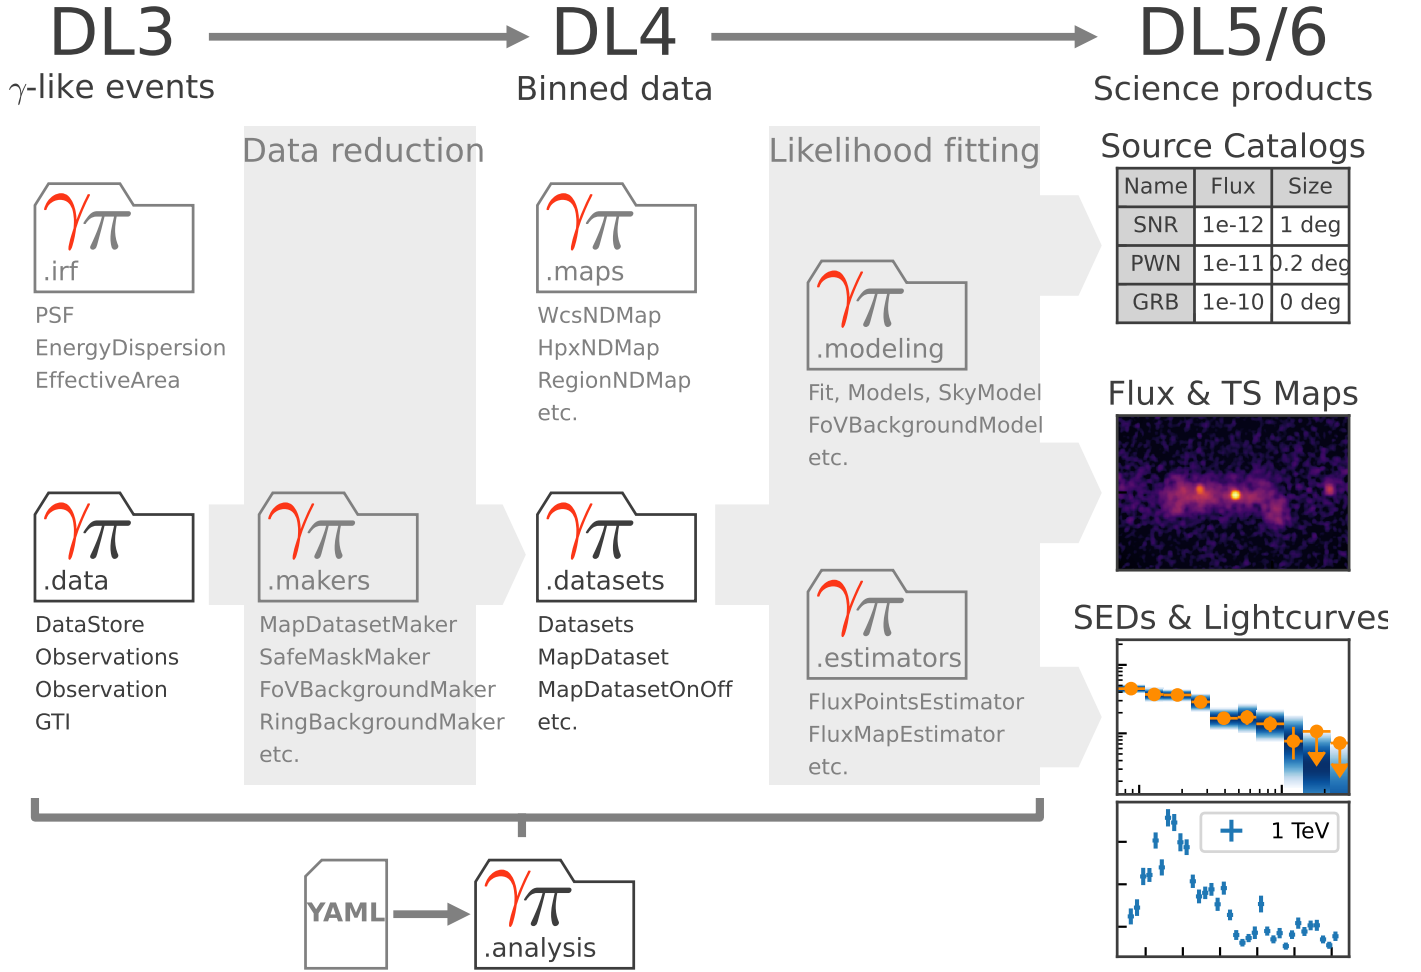 DL3
DL4
DL5/6
γ-like events
Binned data
Science products
Data reduction
Likelihood fitting
γπ
.irf
PSF
EnergyDispersion
EffectiveArea
γπ
.data
DataStore
Observations
Observation
GTI
γπ
.makers
MapDatasetMaker
SafeMaskMaker
FoVBackgroundMaker
RingBackgroundMaker
etc.
γπ
.maps
WcsNDMap
HpxNDMap
RegionNDMap
etc.
γπ
.datasets
Datasets
MapDataset
MapDatasetOnOff
etc.
γπ
.modeling
Fit, Models, SkyModel
FoVBackgroundModel
etc.
γπ
.estimators
FluxPointsEstimator
FluxMapEstimator
etc.
Source Catalogs
Name Flux Size
SNR 1e-12 1 deg
PWN 1e-11 0.2 deg
GRB 1e-10 0 deg
Flux & TS Maps
SEDs & Lightcurves
1 TeV
YAML
γπ
.analysis